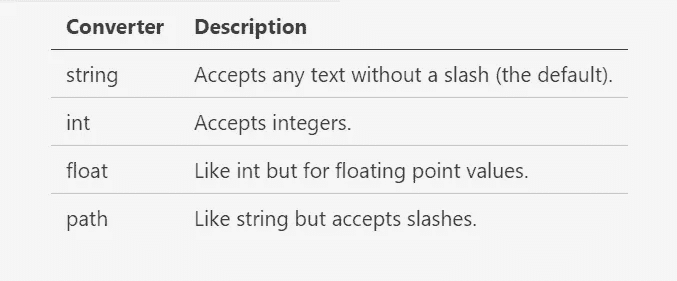 Converter Description
string Accepts any text without a slash (the default).
int Accepts integers.
float Like int but for floating point values.
path Like string but accepts slashes.